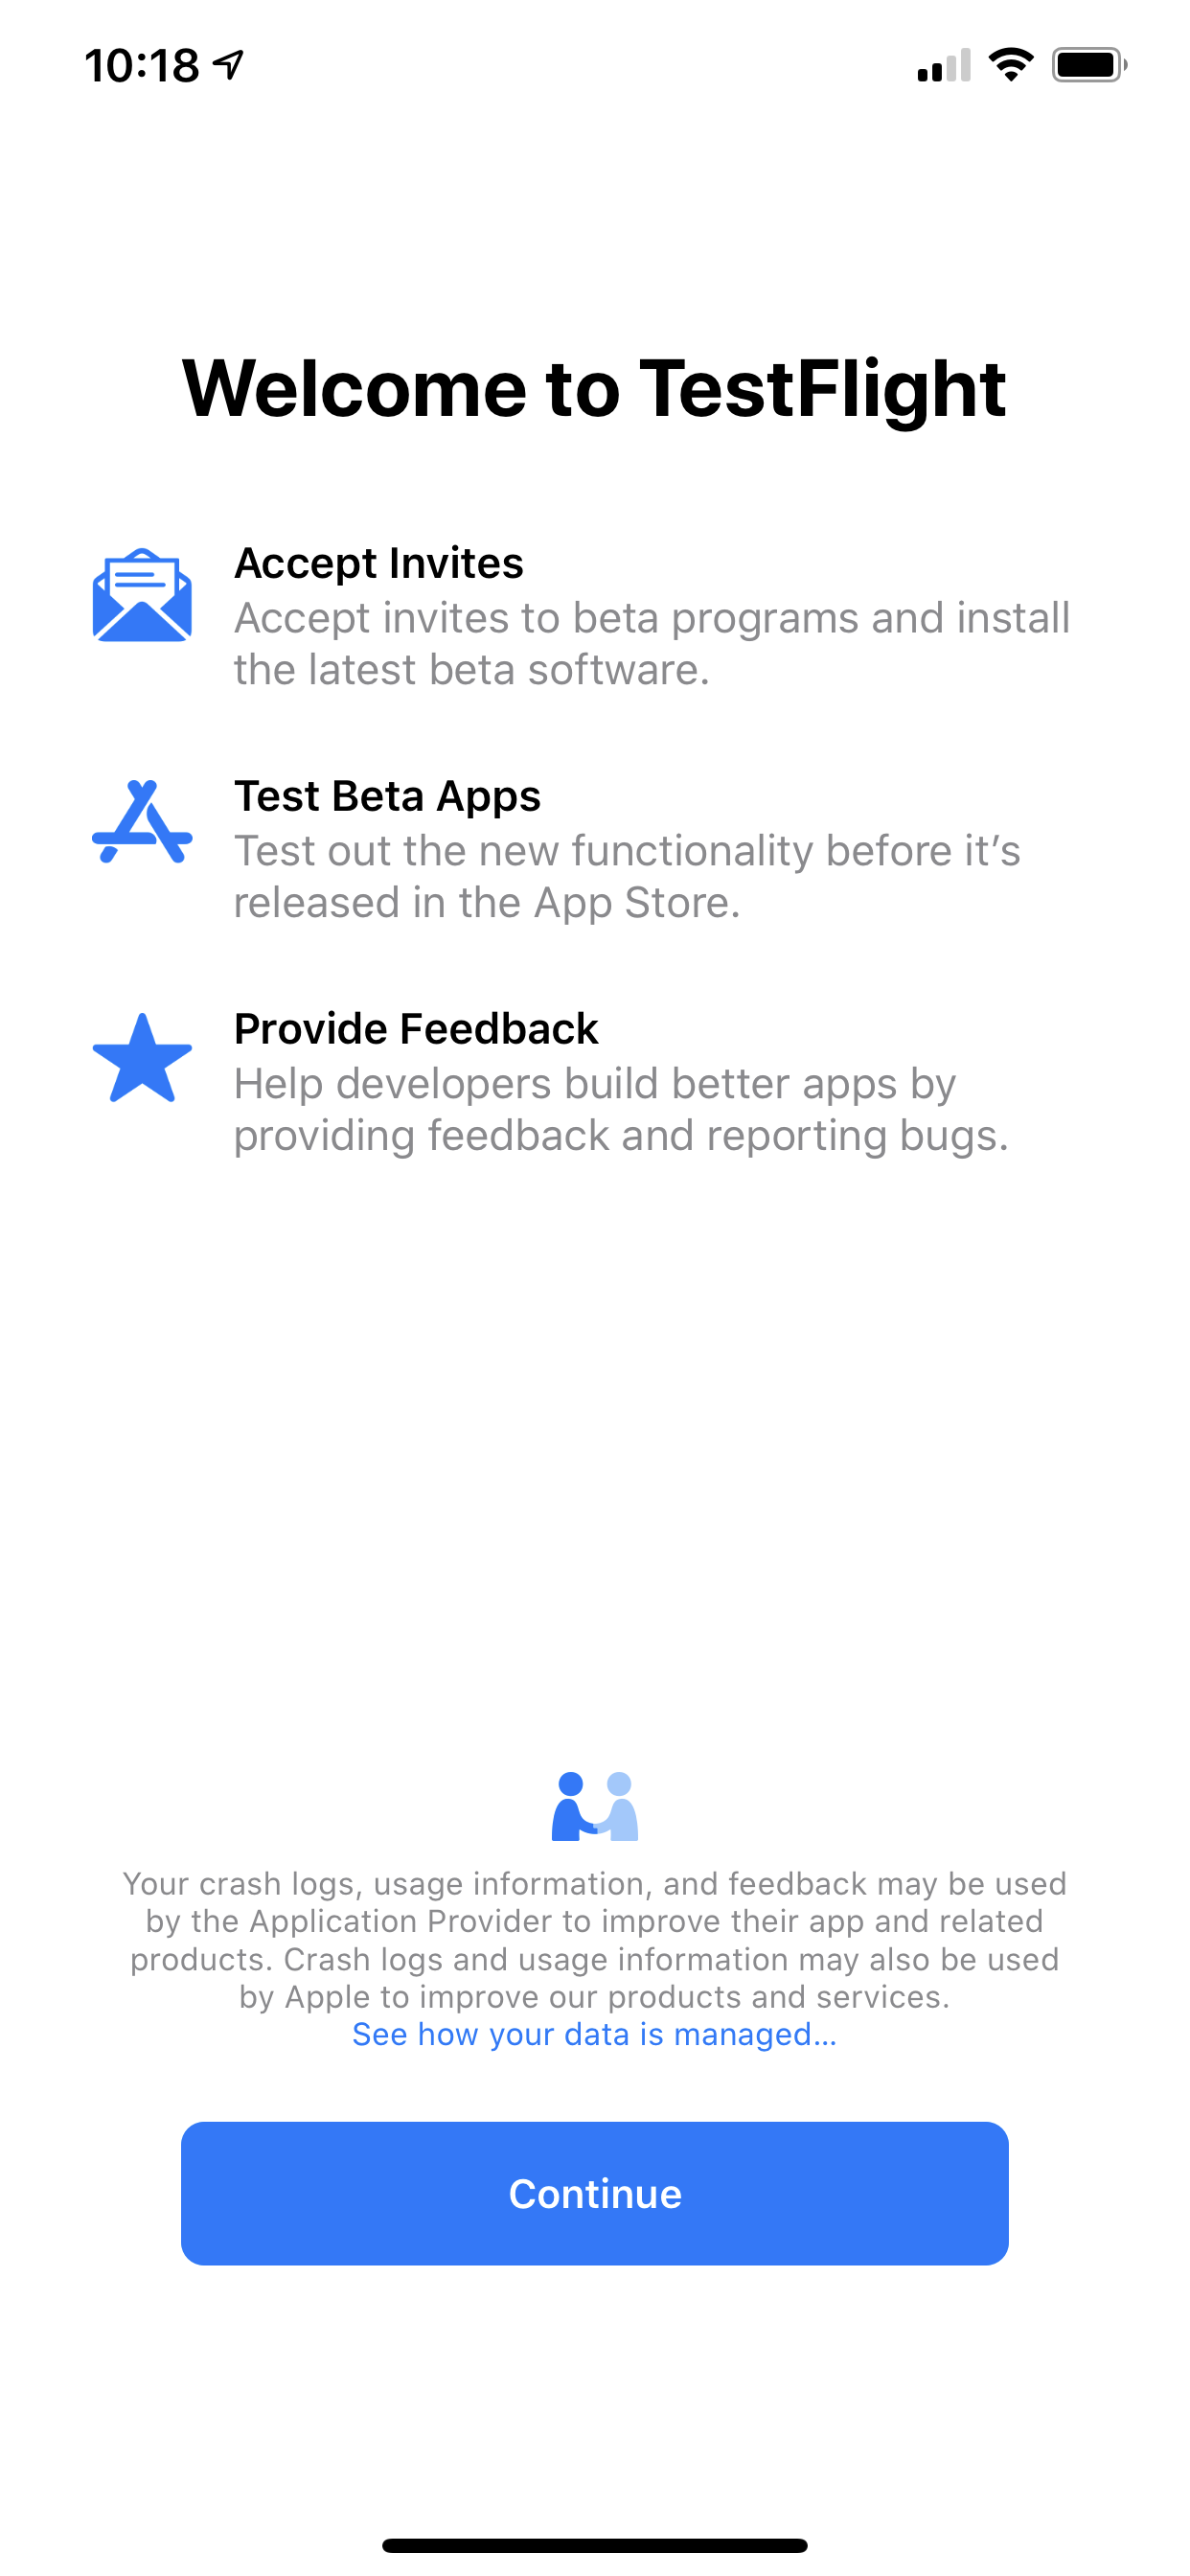 10:18
Welcome to TestFlight
Accept Invites
Accept invites to beta programs and install
the latest beta software.
Test Beta Apps
Test out the new functionality before it’s
released in the App Store.
Provide Feedback
Help developers build better apps by
providing feedback and reporting bugs.
Your crash logs, usage information, and feedback may be used
by the Application Provider to improve their app and related
products. Crash logs and usage information may also be used
by Apple to improve our products and services.
See how your data is managed...
Continue